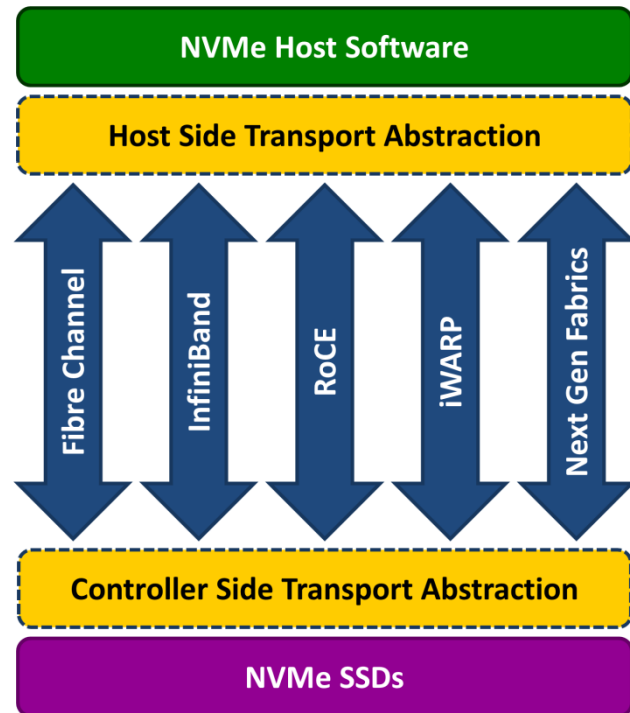 NVMe Host Software
Host Side Transport Abstraction
Fibre Channel
InfiniBand
RoCE
iWARP
Next Gen Fabrics
Controller Side Transport Abstraction
NVMe SSDs